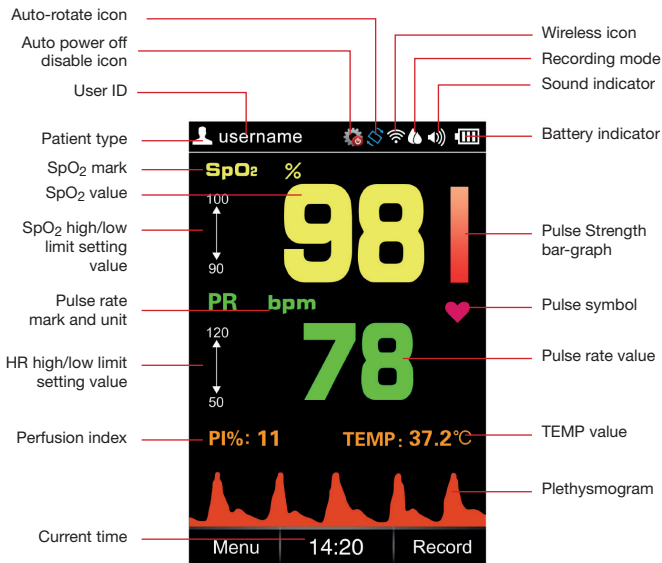 Auto-rotate icon
Auto power off
disable icon
User ID
Patient type
SpO₂ mark
SpO₂ value
SpO₂ high/low
limit setting
value
Pulse rate
mark and unit
HR high/low limit
setting value
Perfusion index
Current time
username
SpO₂ %
100
90
98
PR bpm
120
50
78
PI%: 11 TEMP: 37.2°C
Menu 14:20 Record
Wireless icon
Recording mode
Sound indicator
Battery indicator
Pulse Strength
bar-graph
Pulse symbol
Pulse rate value
TEMP value
Plethysmogram